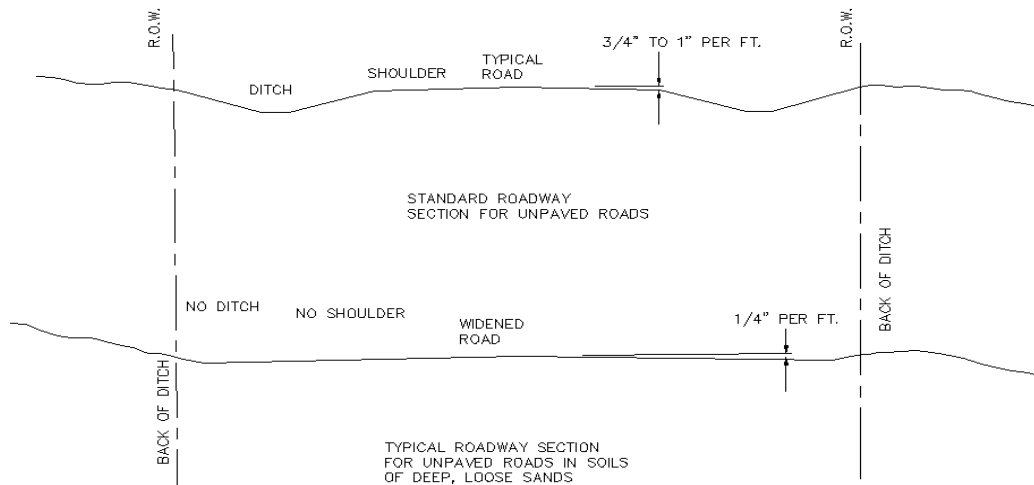 R.O.W.
R.O.W.
3/4" TO 1" PER FT.
TYPICAL
ROAD
SHOULDER
DITCH
STANDARD ROADWAY
SECTION FOR UNPAVED ROADS
BACK OF DITCH
NO DITCH
NO SHOULDER
WIDENED
ROAD
1/4" PER FT.
BACK OF DITCH
TYPICAL ROADWAY SECTION
FOR UNPAVED ROADS IN SOILS
OF DEEP, LOOSE SANDS